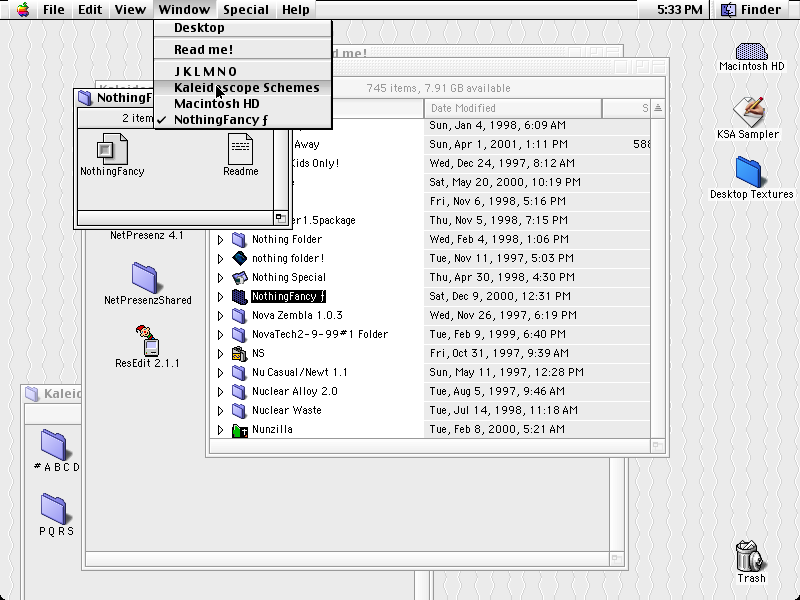 File Edit View Window Special Help 5:33 PM Finder
Desktop
Read me!
J K L M N O
Kaleidoscope Schemes
Macintosh HD
✓ NothingFancy ƒ
me!
745 items, 7.91 GB available
Date Modified S
NothingF
2 item
NothingFancy
Readme
Sun, Jan 4, 1998, 6:09 AM
Away Sun, Apr 1, 2001, 1:11 PM 588
Kids Only! Wed, Dec 24, 1997, 8:12 AM
Sat, May 20, 2000, 10:19 PM
Fri, Nov 6, 1998, 5:16 PM
er1.5package Thu, Nov 5, 1998, 7:15 PM
Nothing Folder Wed, Feb 4, 1998, 1:06 PM
nothing folder! Tue, Nov 11, 1997, 5:03 PM
Nothing Special Thu, Apr 30, 1998, 4:30 PM
NothingFancy ƒ Sat, Dec 9, 2000, 12:31 PM
Nova Zembla 1.0.3 Wed, Nov 26, 1997, 6:19 PM
NovaTech2-9-99#1 Folder Tue, Feb 9, 1999, 6:40 PM
NS Fri, Oct 31, 1997, 9:39 AM
Nu Casual/Newt 1.1 Sun, May 11, 1997, 12:28 PM
Nuclear Alloy 2.0 Tue, Aug 5, 1997, 9:46 AM
Nuclear Waste Tue, Jul 14, 1998, 11:18 AM
Nunzilla Tue, Feb 8, 2000, 5:21 AM
NetPresenz 4.1
NetPresenzShared
ResEdit 2.1.1
Kaleid
# A B C D
P Q R S
Macintosh HD
KSA Sampler
Desktop Textures
Trash